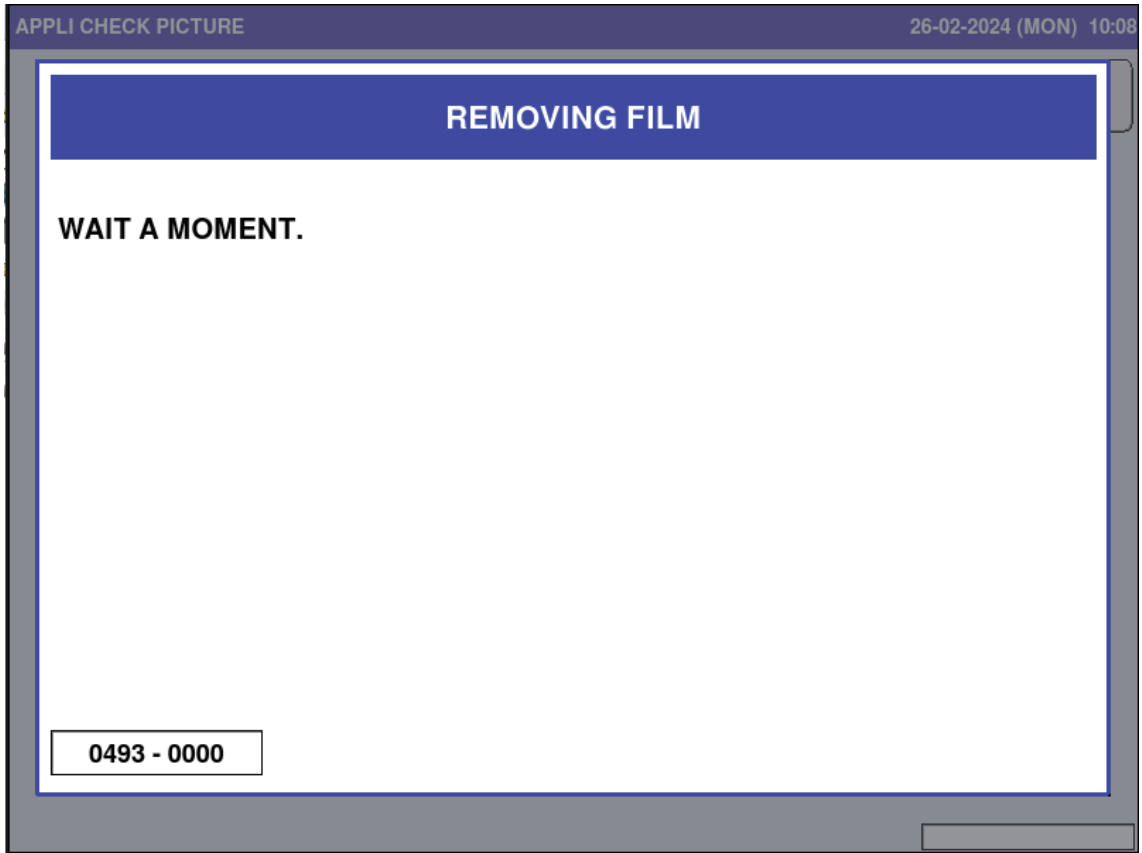 APPLI CHECK PICTURE
26-02-2024 (MON) 10:08
REMOVING FILM
WAIT A MOMENT.
0493 - 0000